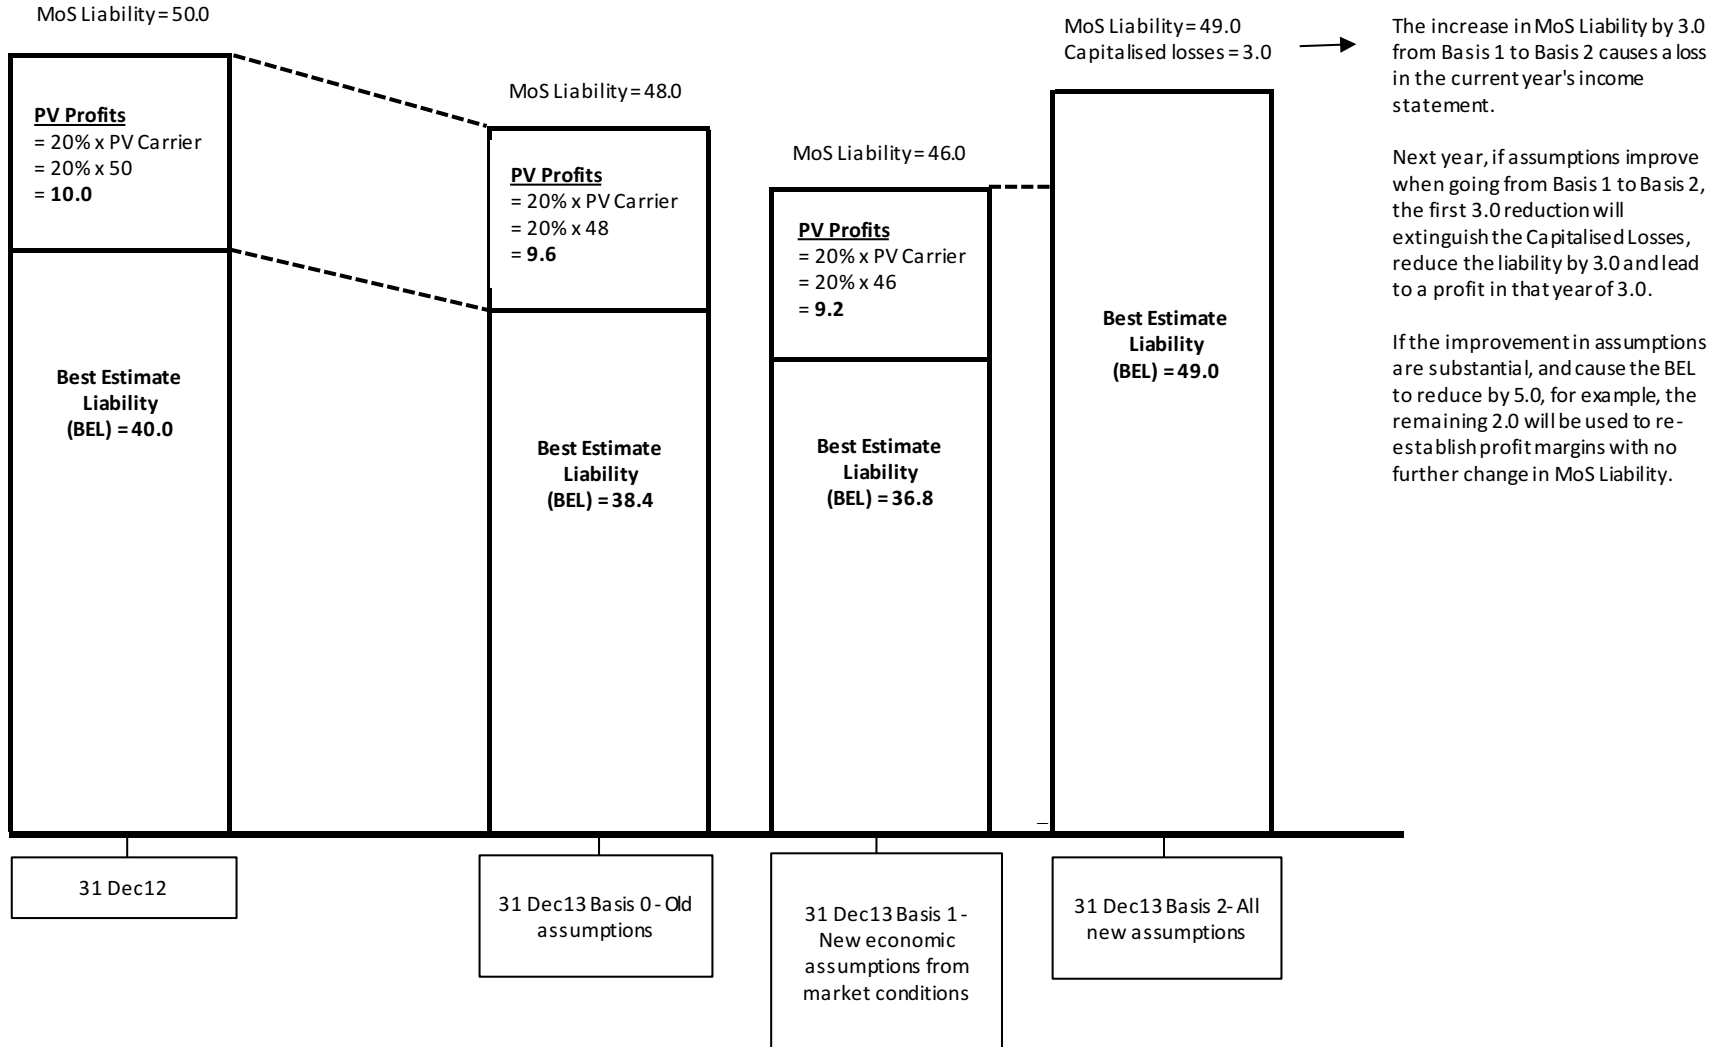 MoS Liability = 50.0
PV Profits
= 20% x PV Carrier
= 20% x 50
= 10.0
Best Estimate
Liability
(BEL) = 40.0
31 Dec12
MoS Liability = 48.0
PV Profits
= 20% x PV Carrier
= 20% x 48
= 9.6
Best Estimate
Liability
(BEL) = 38.4
31 Dec13 Basis 0 - Old
assumptions
MoS Liability = 46.0
PV Profits
= 20% x PV Carrier
= 20% x 46
= 9.2
Best Estimate
Liability
(BEL) = 36.8
31 Dec13 Basis 1 -
New economic
assumptions from
market conditions
MoS Liability = 49.0
Capitalised losses = 3.0
Best Estimate
Liability
(BEL) = 49.0
31 Dec13 Basis 2- All
new assumptions
The increase in MoS Liability by 3.0
from Basis 1 to Basis 2 causes a loss
in the current year's income
statement.
Next year, if assumptions improve
when going from Basis 1 to Basis 2,
the first 3.0 reduction will
extinguish the Capitalised Losses,
reduce the liability by 3.0 and lead
to a profit in that year of 3.0.
If the improvement in assumptions
are substantial, and cause the BEL
to reduce by 5.0, for example, the
remaining 2.0 will be used to re-
establish profit margins with no
further change in MoS Liability.